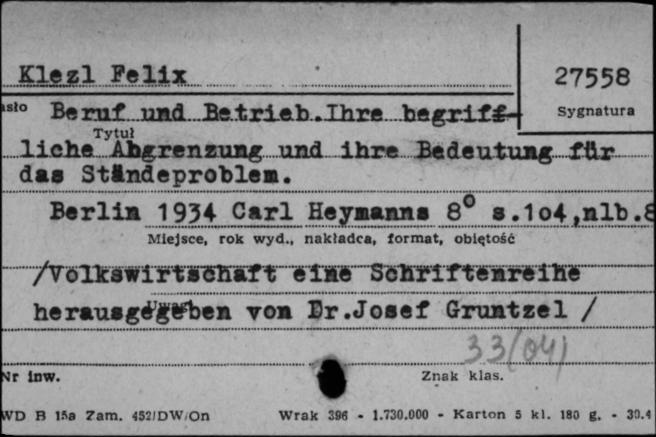 Klezl Felix
27558
asło Beruf und Betrieb.Ihre begriff-
Sygnatura
Tytuł
liche Abgrenzung und ihre Bedeutung für
das Ständeproblem.
Berlin 1934 Carl Heymanns 8° s.104,nlb.8
Miejsce, rok wyd., nakładca, format, obiętość
/Volkswirtschaft eine Schriftenreihe
Uwagi
herausgegeben von Dr.Josef Gruntzel /
33(04)
Nr inw.
Znak klas.
WD B 15a Zam. 452/DW/On Wrak 396 - 1.730.000 - Karton 5 kl. 180 g. - 30.4